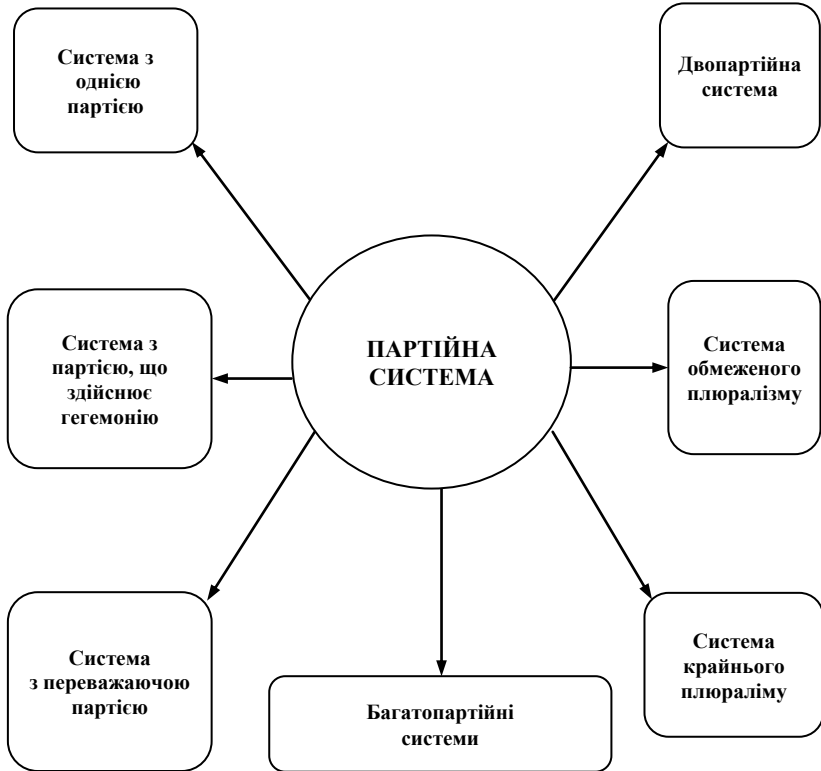 Система з
однією
партією
Двопартійна
система
ПАРТІЙНА
СИСТЕМА
Система з
партією, що
здійснює
гегемонію
Система
обмеженого
плюралізму
Система
з переважаючою
партією
Багатопартійні
системи
Система
крайнього
плюраліму